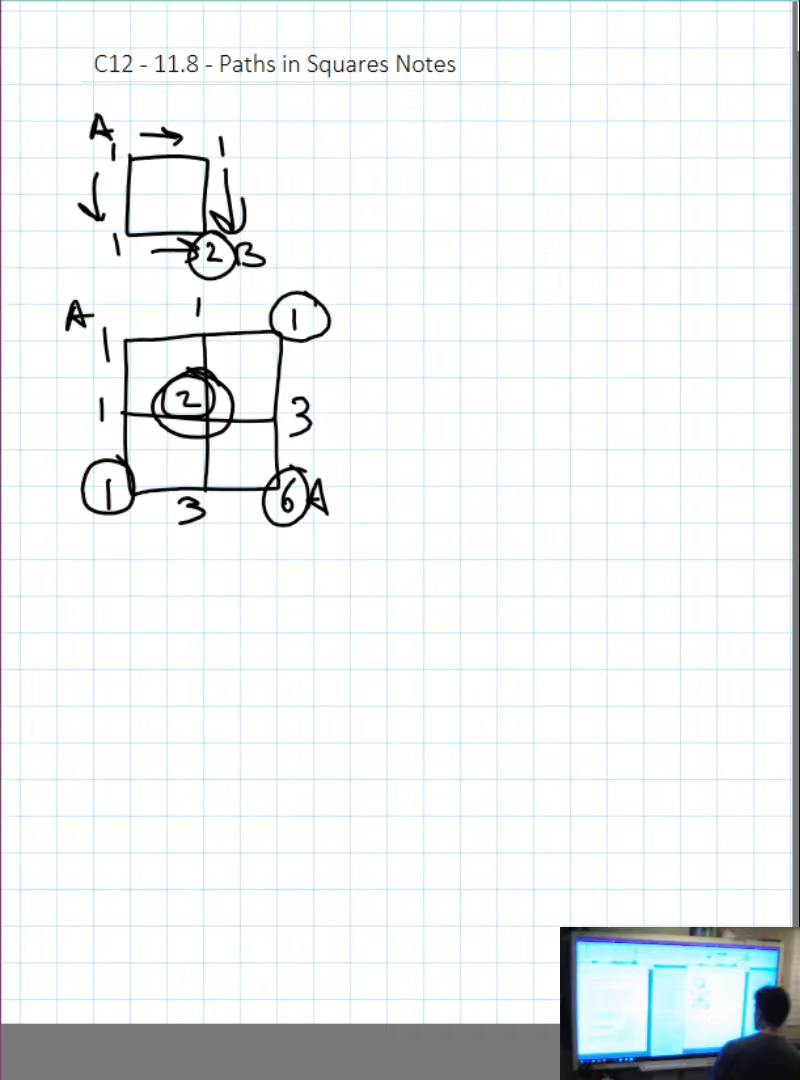 C12 - 11.8 - Paths in Squares Notes
A →
1 1
1 → 2 B
A 1 1
1
1 2 3
1 3 6 A